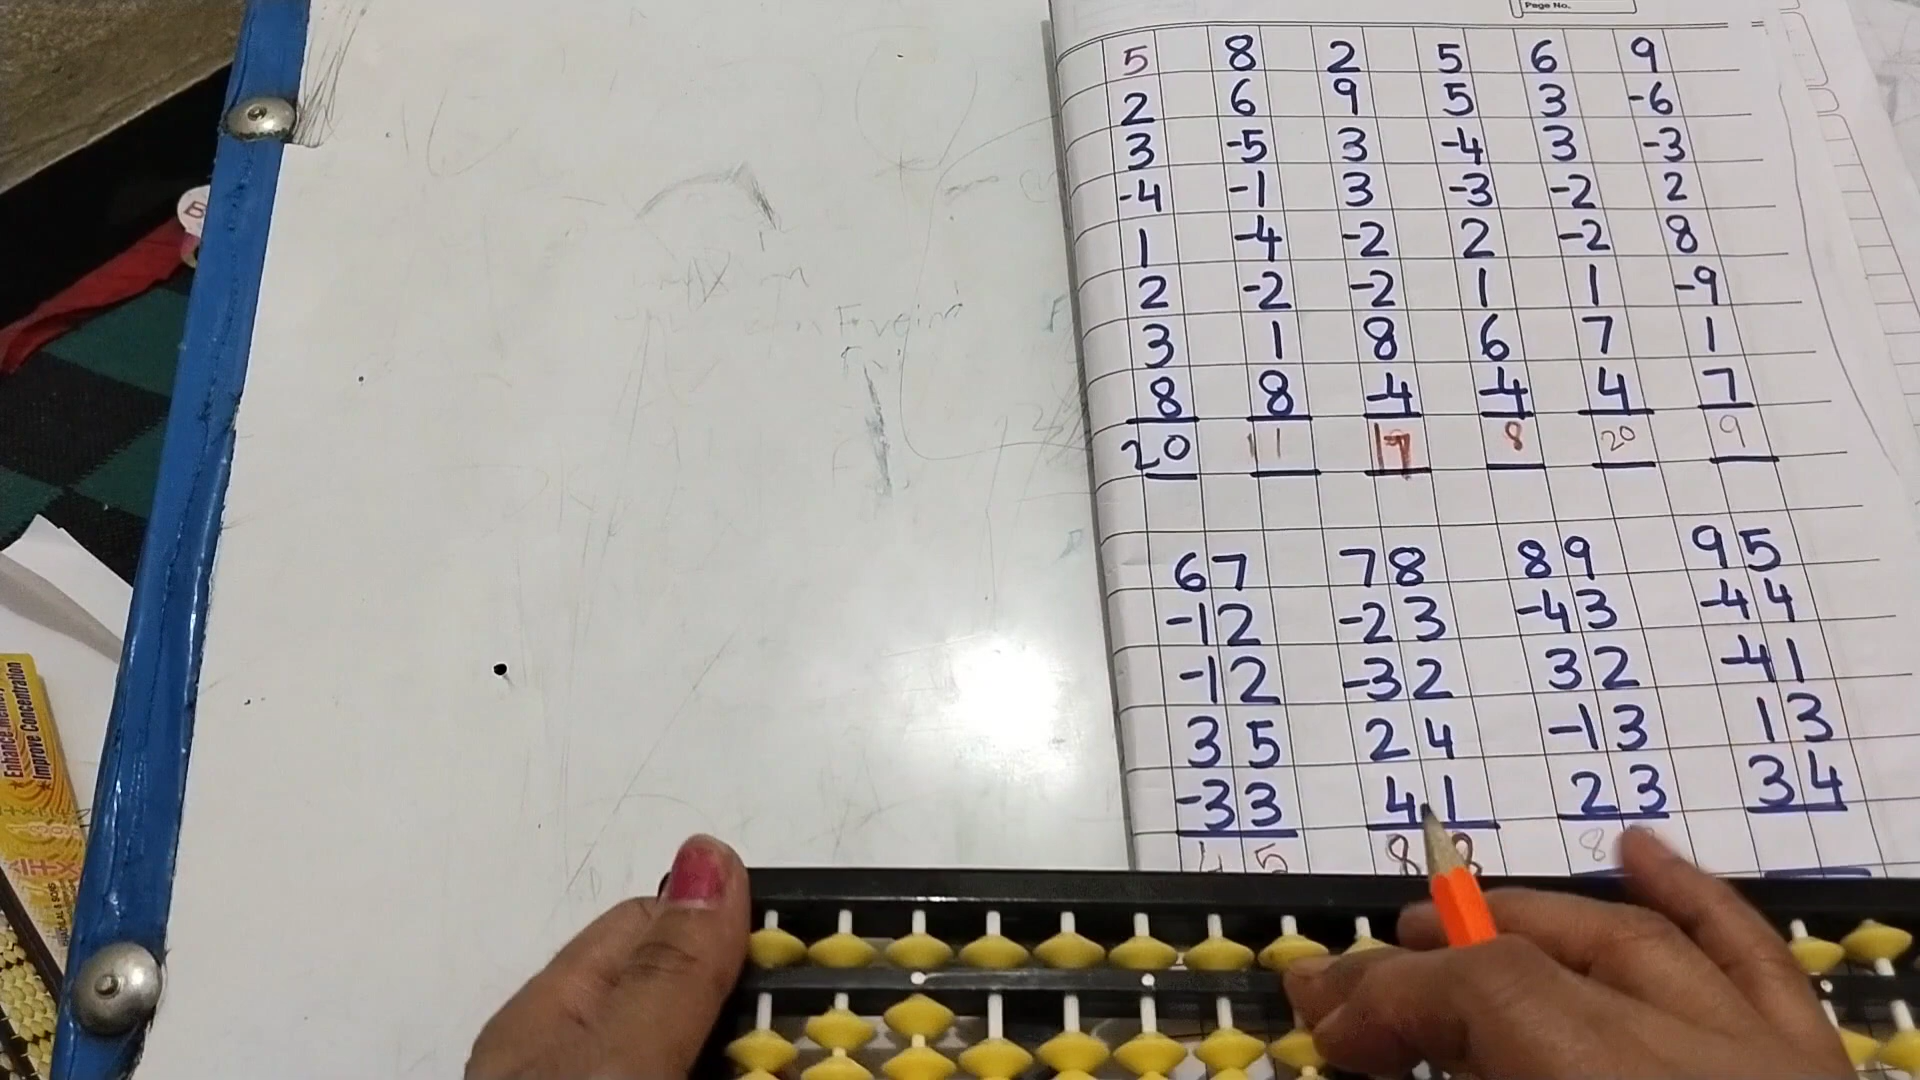 Page No.
5 8 2 5 6 9
2 6 9 5 3 -6
3 -5 3 -4 3 -3
-4 -1 3 -3 -2 2
1 -4 -2 2 -2 8
2 -2 -2 1 1 -9
3 1 8 6 7 1
8 8 -4 -4 4 7
20 11 17 8 20 9
67 78 89 95
-12 -23 -43 -44
-12 -32 32 -41
35 24 -13 13
-33 41 23 34
45 88 8
Improve Concentration